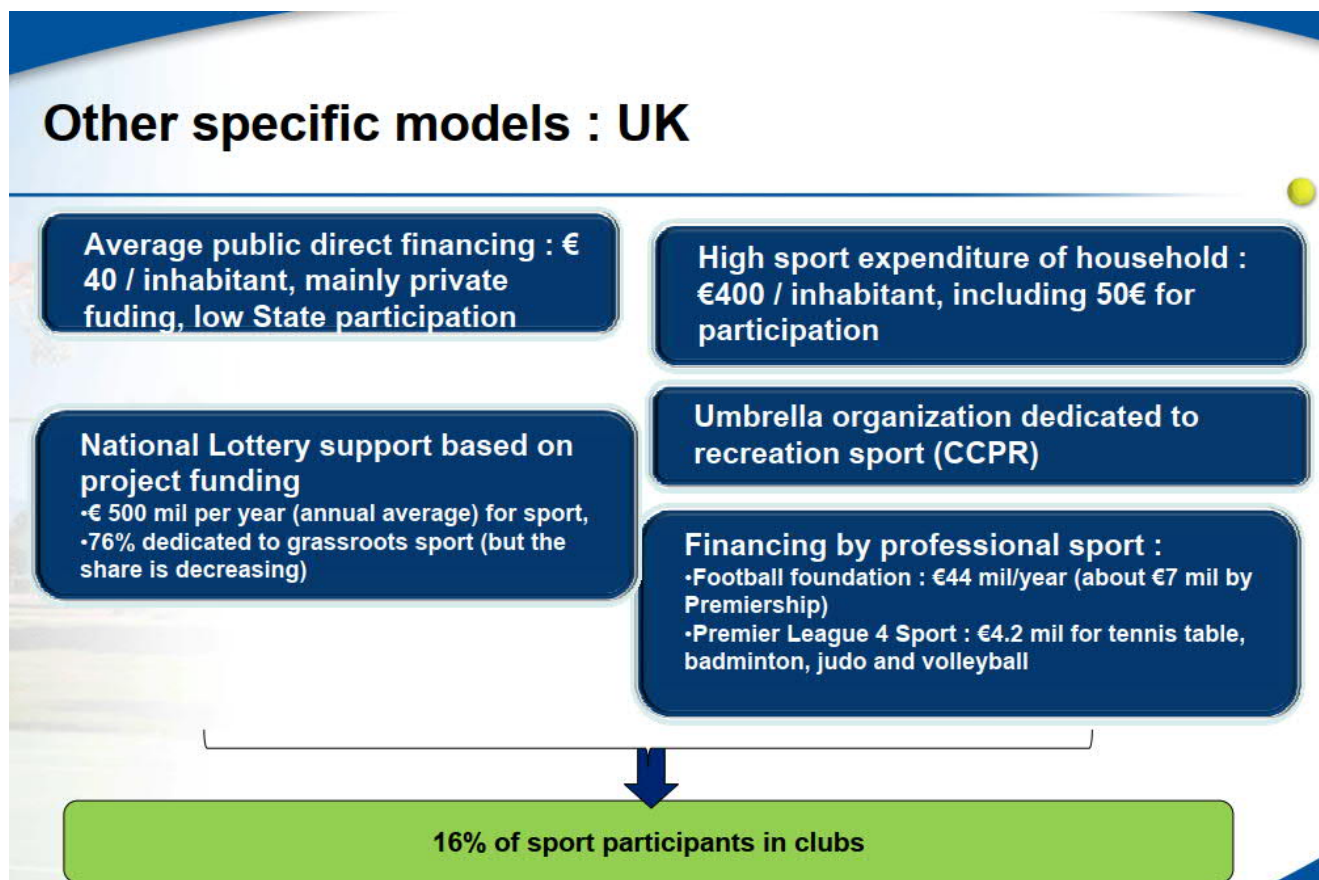 Other specific models : UK
Average public direct financing : €
40 / inhabitant, mainly private
fuding, low State participation
High sport expenditure of household :
€400 / inhabitant, including 50€ for
participation
National Lottery support based on
project funding
•€ 500 mil per year (annual average) for sport,
•76% dedicated to grassroots sport (but the
share is decreasing)
Umbrella organization dedicated to
recreation sport (CCPR)
Financing by professional sport :
•Football foundation : €44 mil/year (about €7 mil by
Premiership)
•Premier League 4 Sport : €4.2 mil for tennis table,
badminton, judo and volleyball
16% of sport participants in clubs